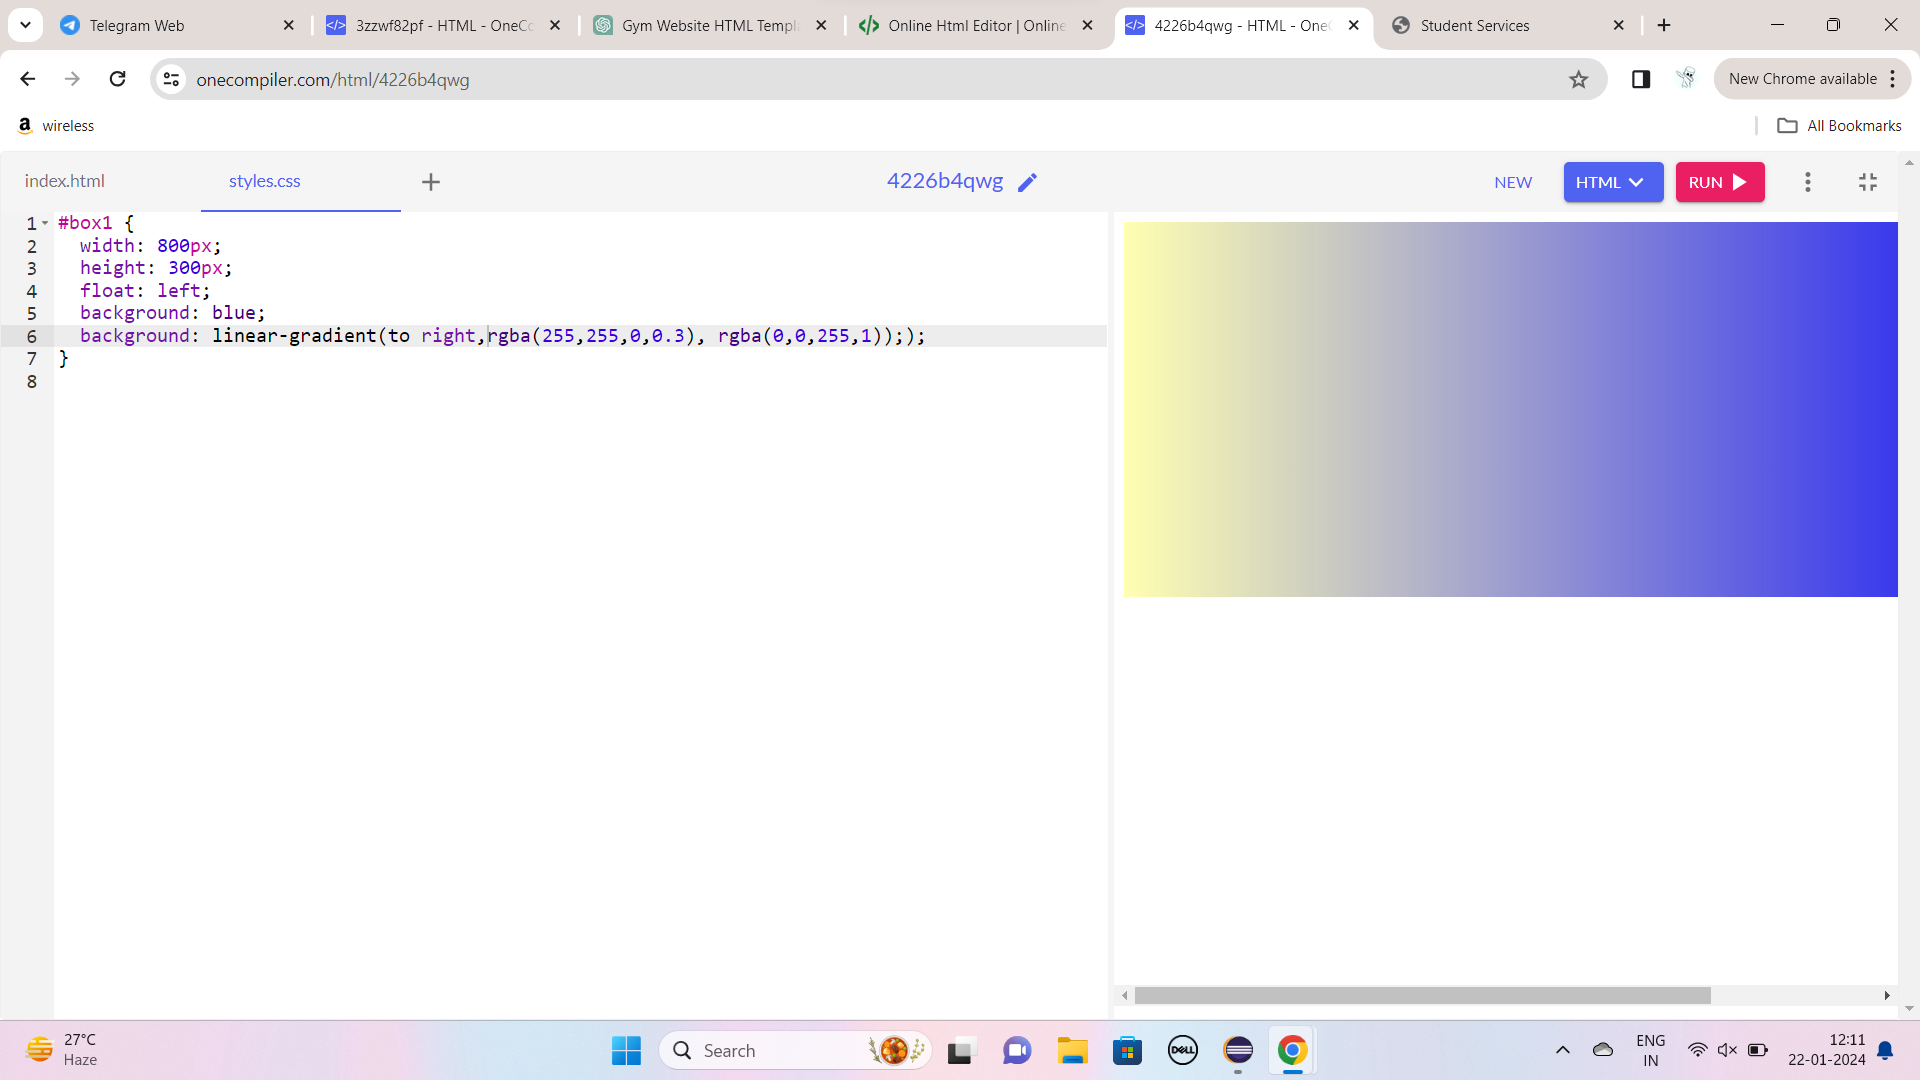 Telegram Web
3zzwf82pf - HTML - OneCo
Gym Website HTML Templa
Online Html Editor | Online
4226b4qwg - HTML - OneC
Student Services
onecompiler.com/html/4226b4qwg
New Chrome available
wireless
All Bookmarks
index.html
styles.css
4226b4qwg
NEW
HTML
RUN
1 #box1 {
2 width: 800px;
3 height: 300px;
4 float: left;
5 background: blue;
6 background: linear-gradient(to right,rgba(255,255,0,0.3), rgba(0,0,255,1)););
7 }
8
27°C
Haze
Search
DELL
ENG
IN
12:11
22-01-2024